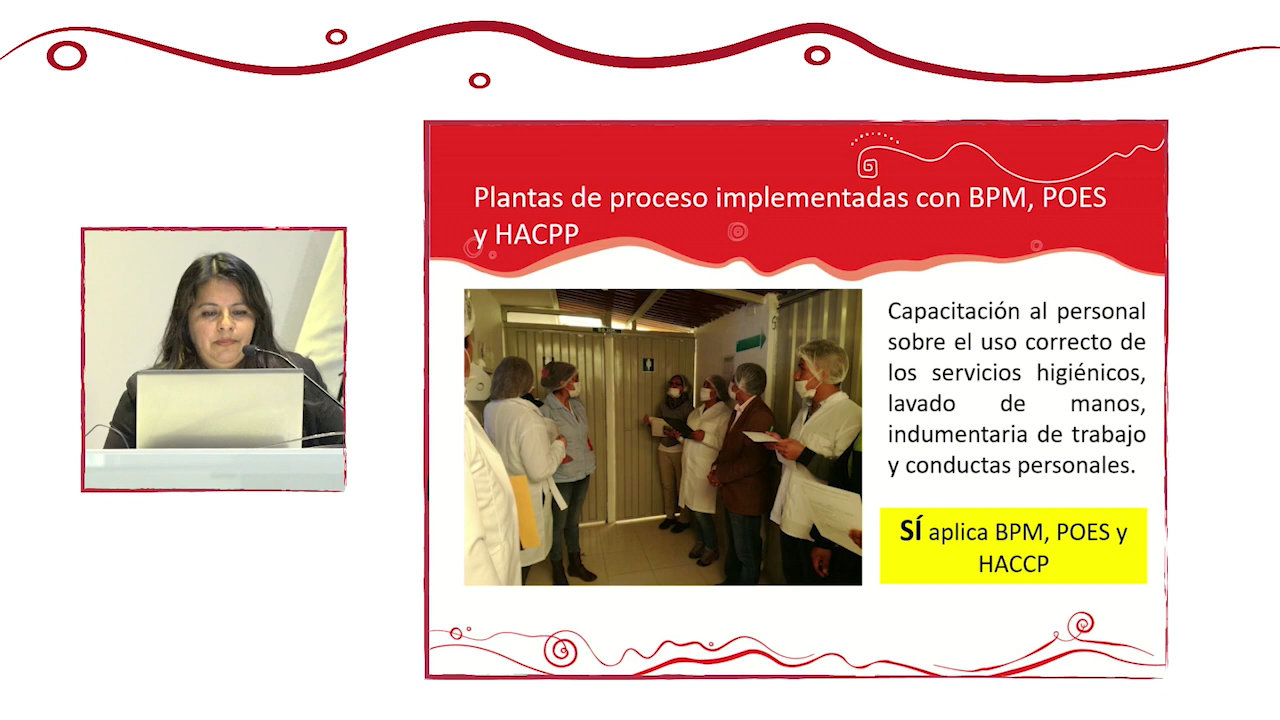 Plantas de proceso implementadas con BPM, POES
y HACPP
Capacitación al personal
sobre el uso correcto de
los servicios higiénicos,
lavado de manos,
indumentaria de trabajo
y conductas personales.
SÍ aplica BPM, POES y
HACCP